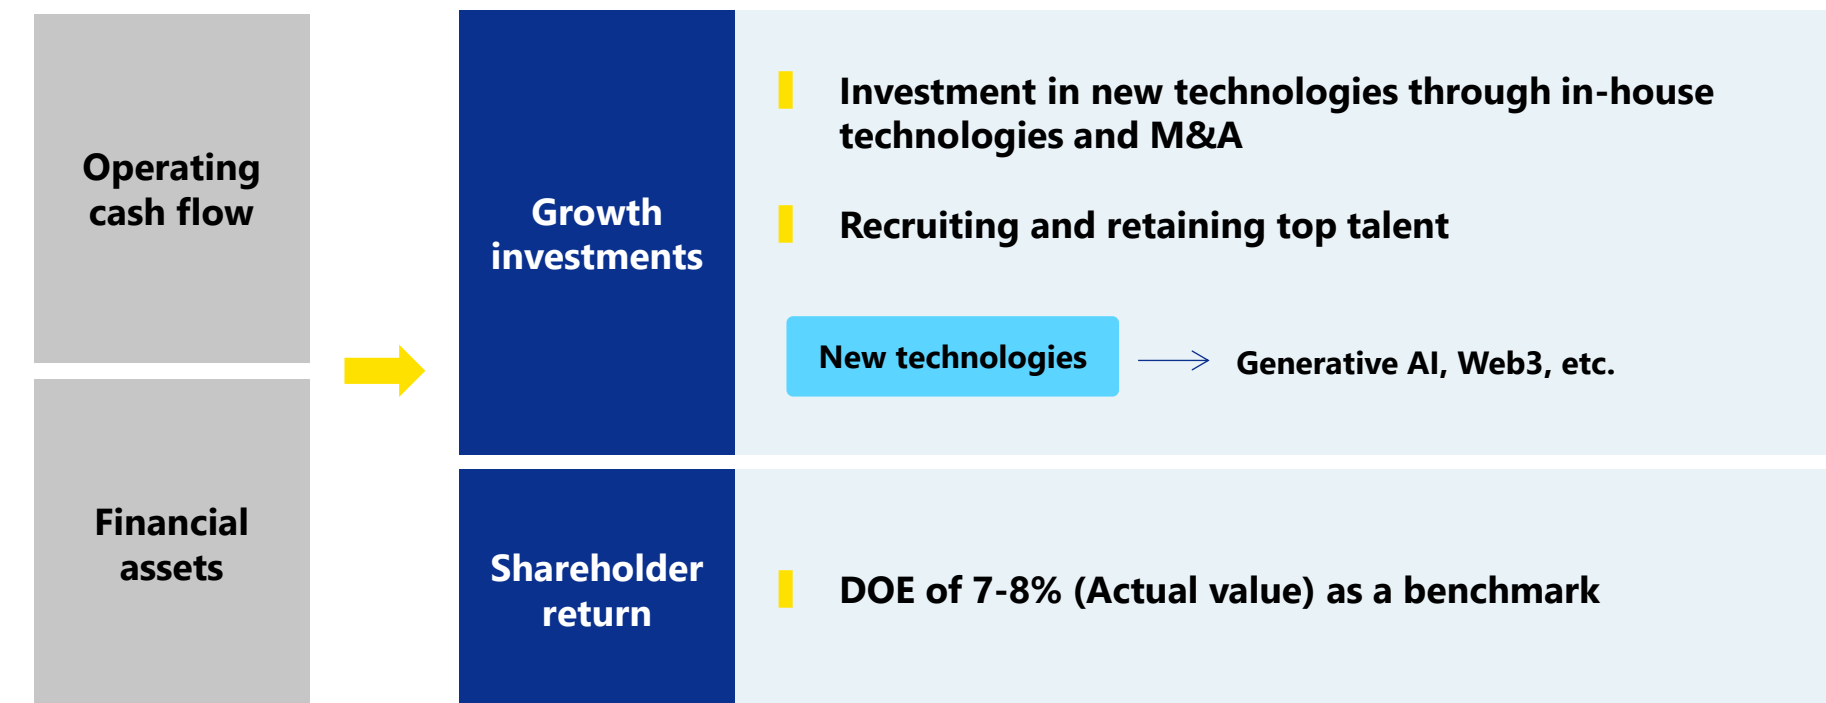 Operating
cash flow
Financial
assets
Growth
investments
Investment in new technologies through in-house
technologies and M&A
Recruiting and retaining top talent
New technologies
Generative AI, Web3, etc.
Shareholder
return
DOE of 7-8% (Actual value) as a benchmark